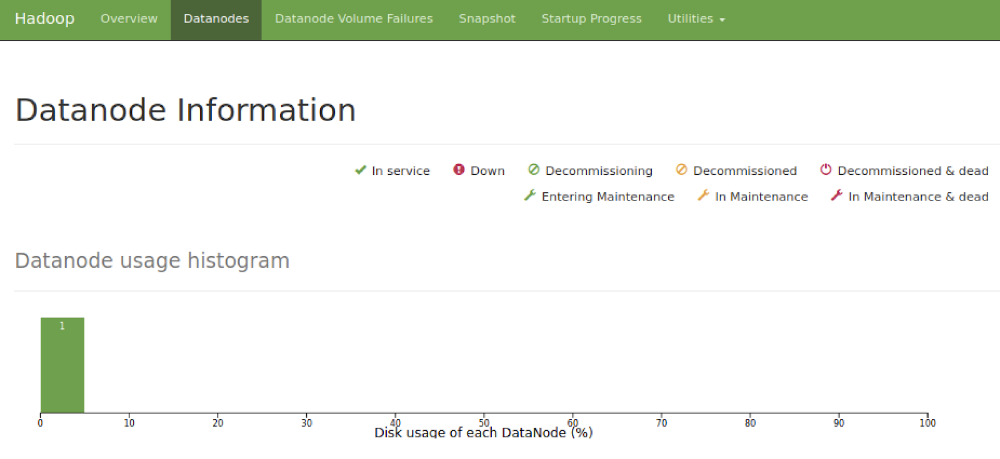 Hadoop Overview Datanodes Datanode Volume Failures Snapshot Startup Progress Utilities
Datanode Information
In service Down Decommissioning Decommissioned Decommissioned & dead
Entering Maintenance In Maintenance In Maintenance & dead
Datanode usage histogram
1
0 10 20 30 40 50 60 70 80 90 100
Disk usage of each DataNode (%)